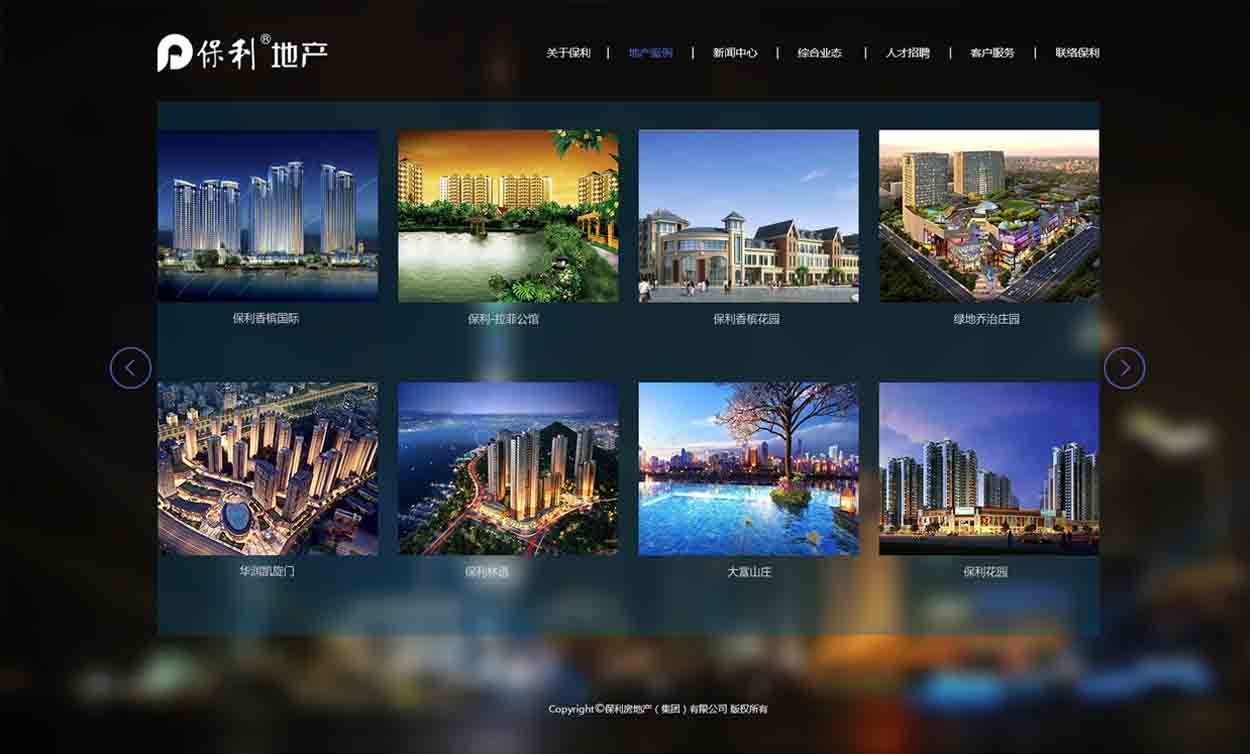 保利®地产
关于保利 | 地产案例 | 新闻中心 | 综合业态 | 人才招聘 | 客户服务 | 联络保利
保利香槟国际
保利-拉菲公馆
保利香槟花园
绿地乔治庄园
华润凯旋门
保利林语
大富山庄
保利花园
Copyright©保利房地产（集团）有限公司 版权所有